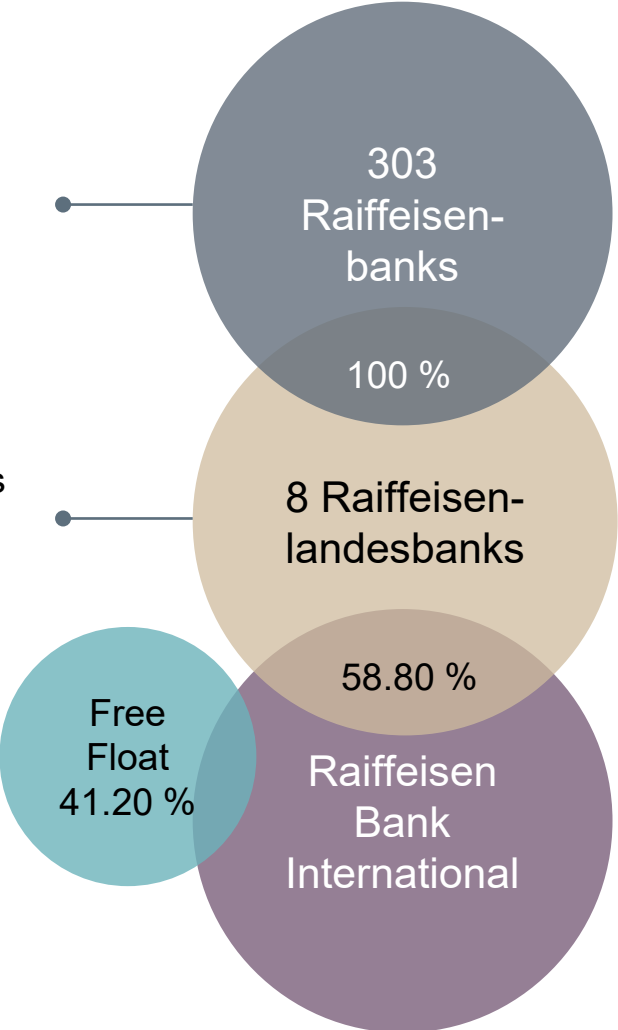 303
Raiffeisen-
banks
100 %
s
8 Raiffeisen-
landesbanks
58.80 %
Free
Float
41.20 %
Raiffeisen
Bank
International